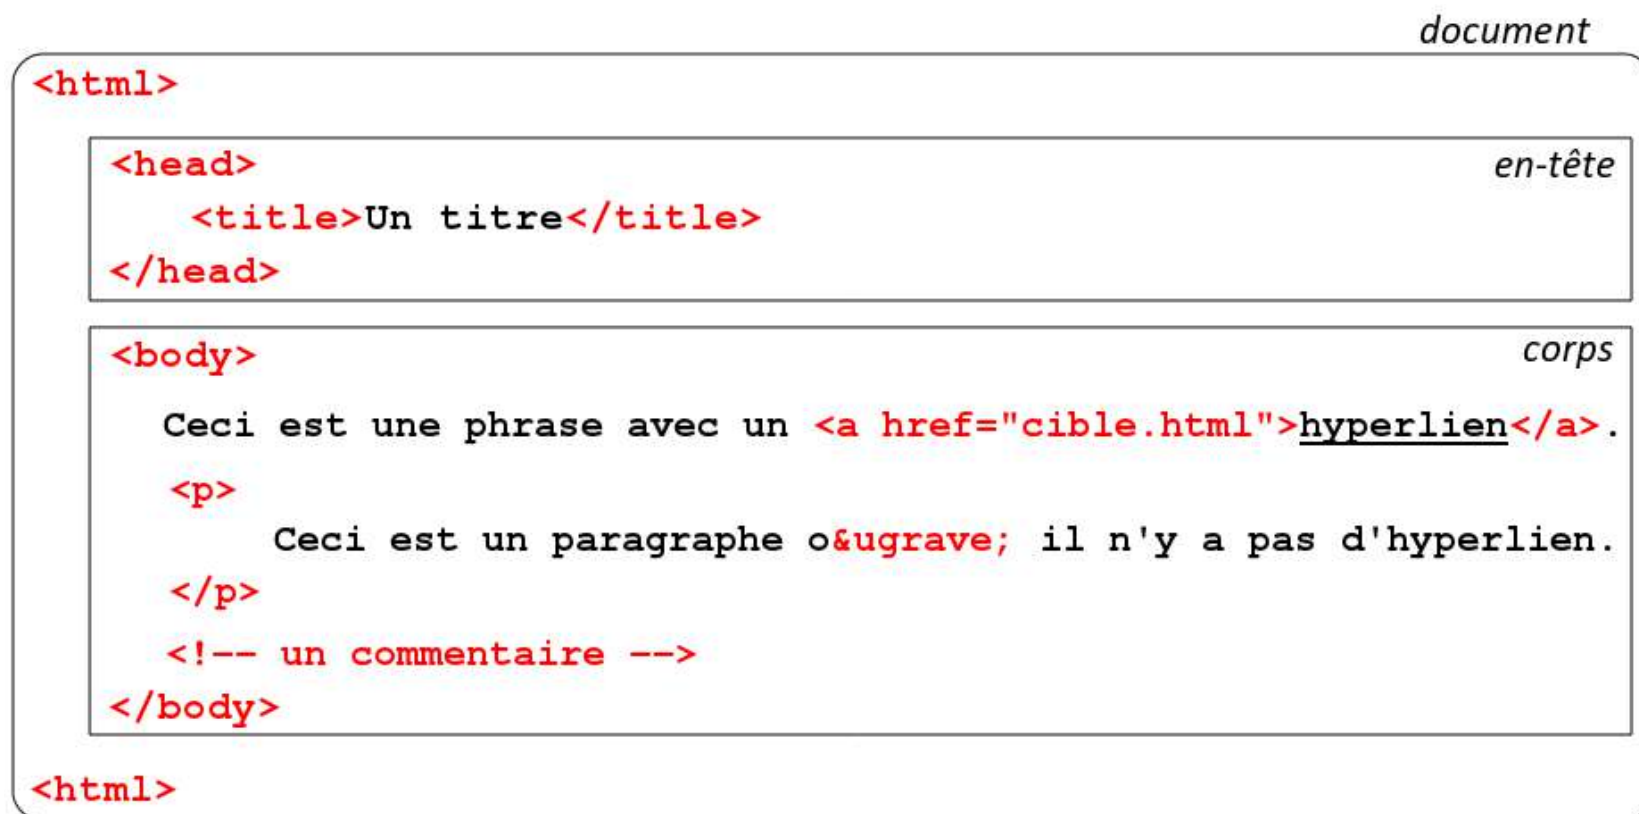 document
<html>
<head> en-tête
<title>Un titre</title>
</head>
<body> corps
Ceci est une phrase avec un <a href="cible.html">hyperlien</a>.
<p>
Ceci est un paragraphe o&ugrave; il n'y a pas d'hyperlien.
</p>
<!-- un commentaire -->
</body>
<html>